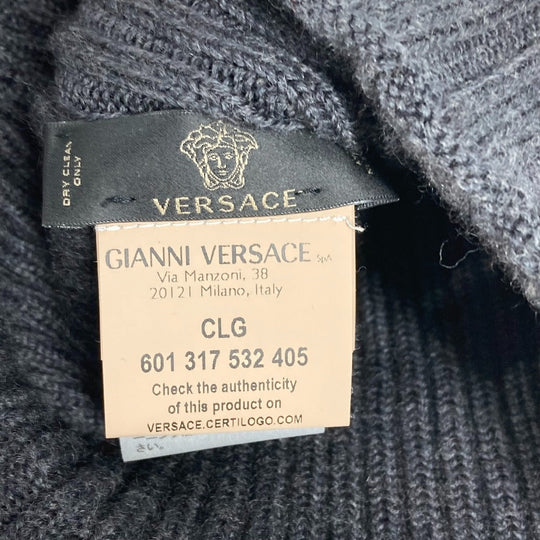 DRY CLEAN
ONLY
VERSACE
GIANNI VERSACE SpA
Via Manzoni, 38
20121 Milano, Italy
CLG
601 317 532 405
Check the authenticity
of this product on
VERSACE.CERTILOGO.COM